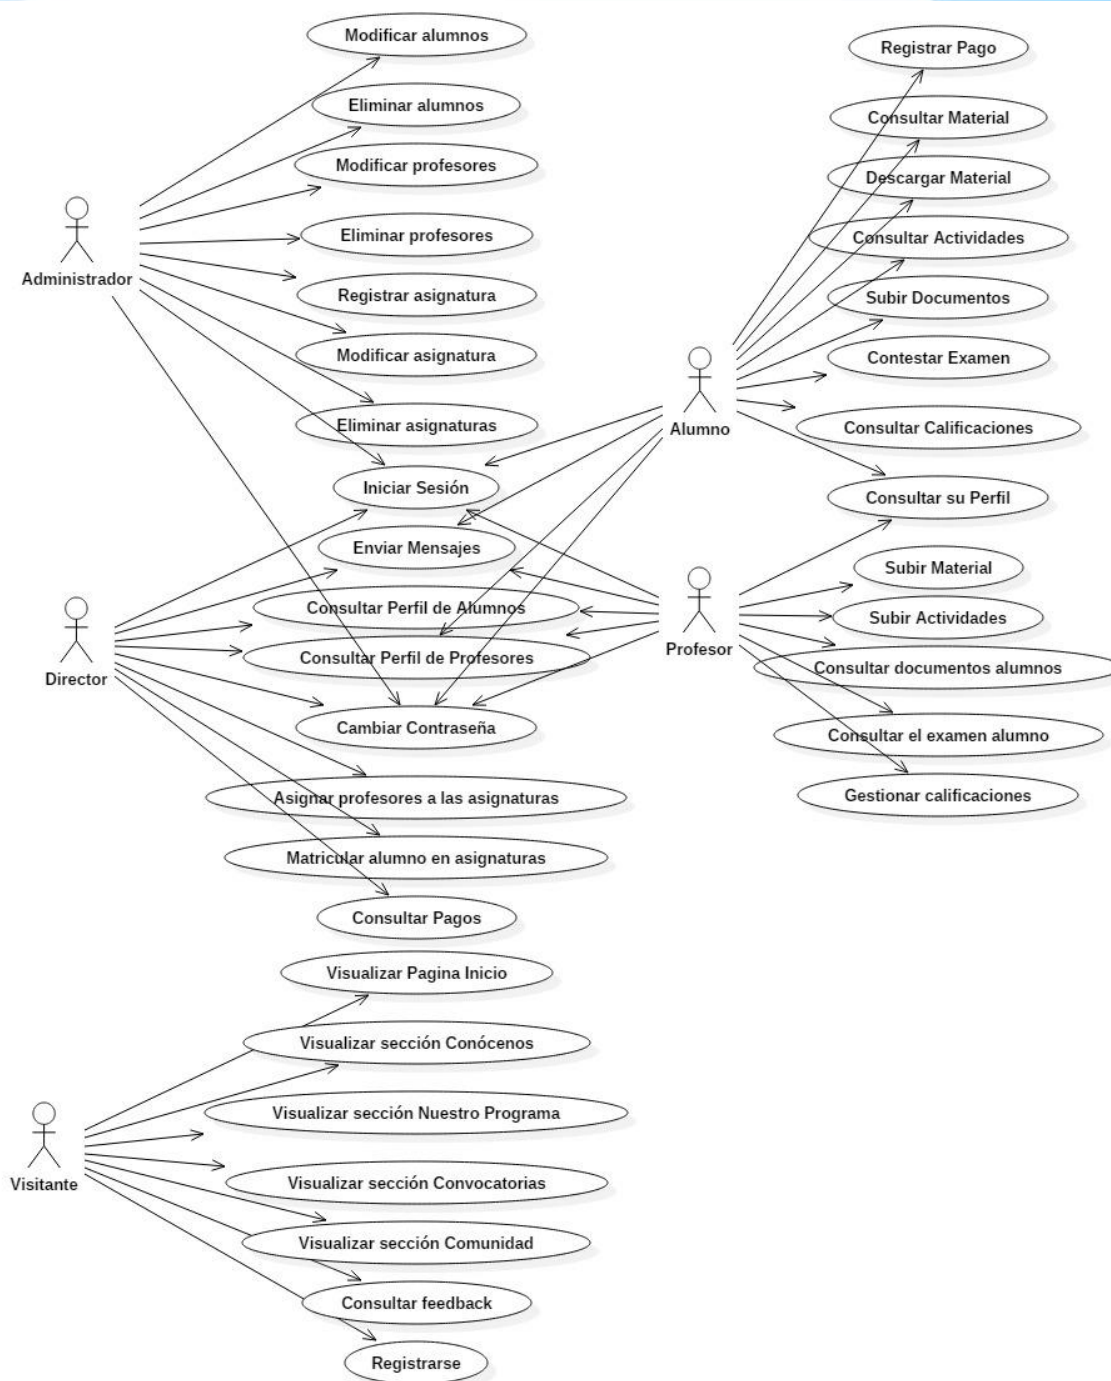 Modificar alumnos
Eliminar alumnos
Modificar profesores
Eliminar profesores
Registrar asignatura
Modificar asignatura
Eliminar asignaturas
Administrador
Iniciar Sesión
Enviar Mensajes
Consultar Perfil de Alumnos
Consultar Perfil de Profesores
Cambiar Contraseña
Director
Asignar profesores a las asignaturas
Matricular alumno en asignaturas
Consultar Pagos
Visualizar Pagina Inicio
Visualizar sección Conócenos
Visualizar sección Nuestro Programa
Visualizar sección Convocatorias
Visualizar sección Comunidad
Consultar feedback
Registrarse
Visitante
Registrar Pago
Consultar Material
Descargar Material
Consultar Actividades
Subir Documentos
Contestar Examen
Consultar Calificaciones
Alumno
Consultar su Perfil
Subir Material
Subir Actividades
Consultar documentos alumnos
Consultar el examen alumno
Gestionar calificaciones
Profesor